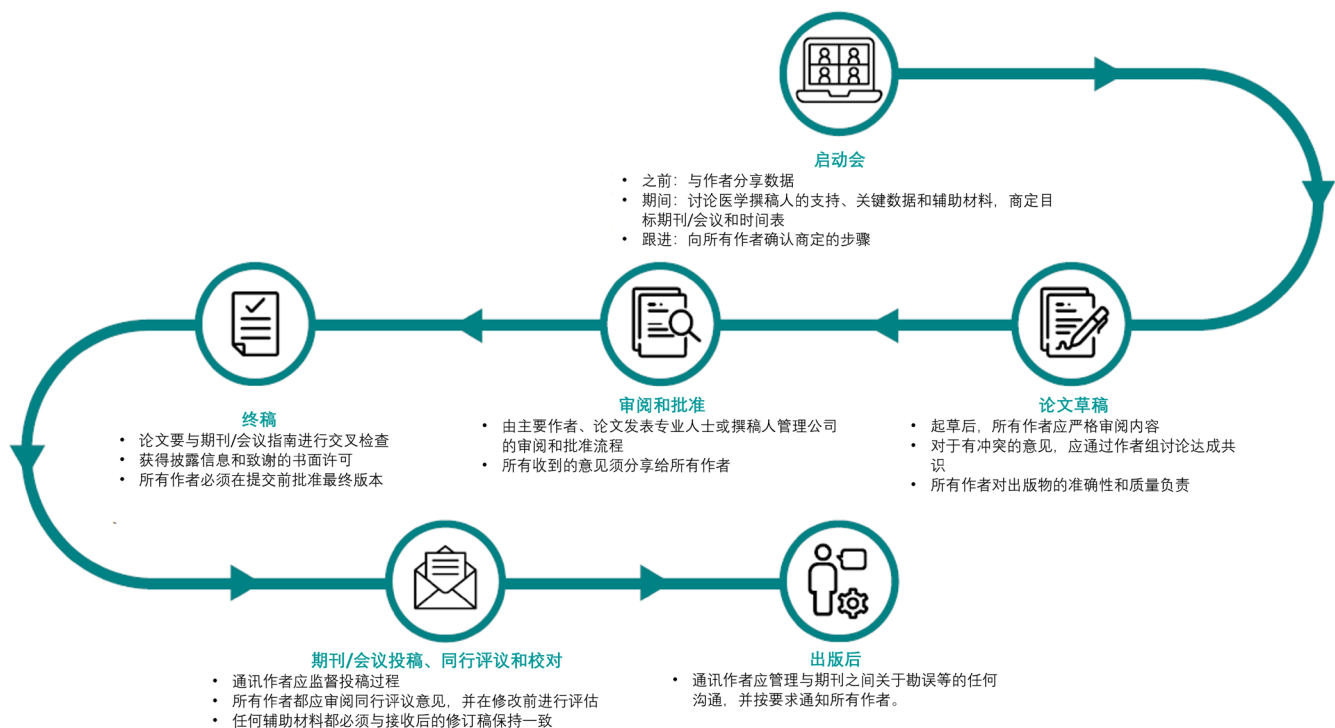 启动会
• 之前：与作者分享数据
• 期间：讨论医学撰稿人的支持、关键数据和辅助材料，商定目
标期刊/会议和时间表
• 跟进：向所有作者确认商定的步骤
论文草稿
• 起草后，所有作者应严格审阅内容
• 对于有冲突的意见，应通过作者组讨论达成共
识
• 所有作者对出版物的准确性和质量负责
审阅和批准
• 由主要作者、论文发表专业人士或撰稿人管理公司
的审阅和批准流程
• 所有收到的意见须分享给所有作者
终稿
• 论文要与期刊/会议指南进行交叉检查
• 获得披露信息和致谢的书面许可
• 所有作者必须在提交前批准最终版本
期刊/会议投稿、同行评议和校对
• 通讯作者应监督投稿过程
• 所有作者都应审阅同行评议意见，并在修改前进行评估
• 任何辅助材料都必须与接收后的修订稿保持一致
出版后
• 通讯作者应管理与期刊之间关于勘误等的任何
沟通，并按要求通知所有作者。